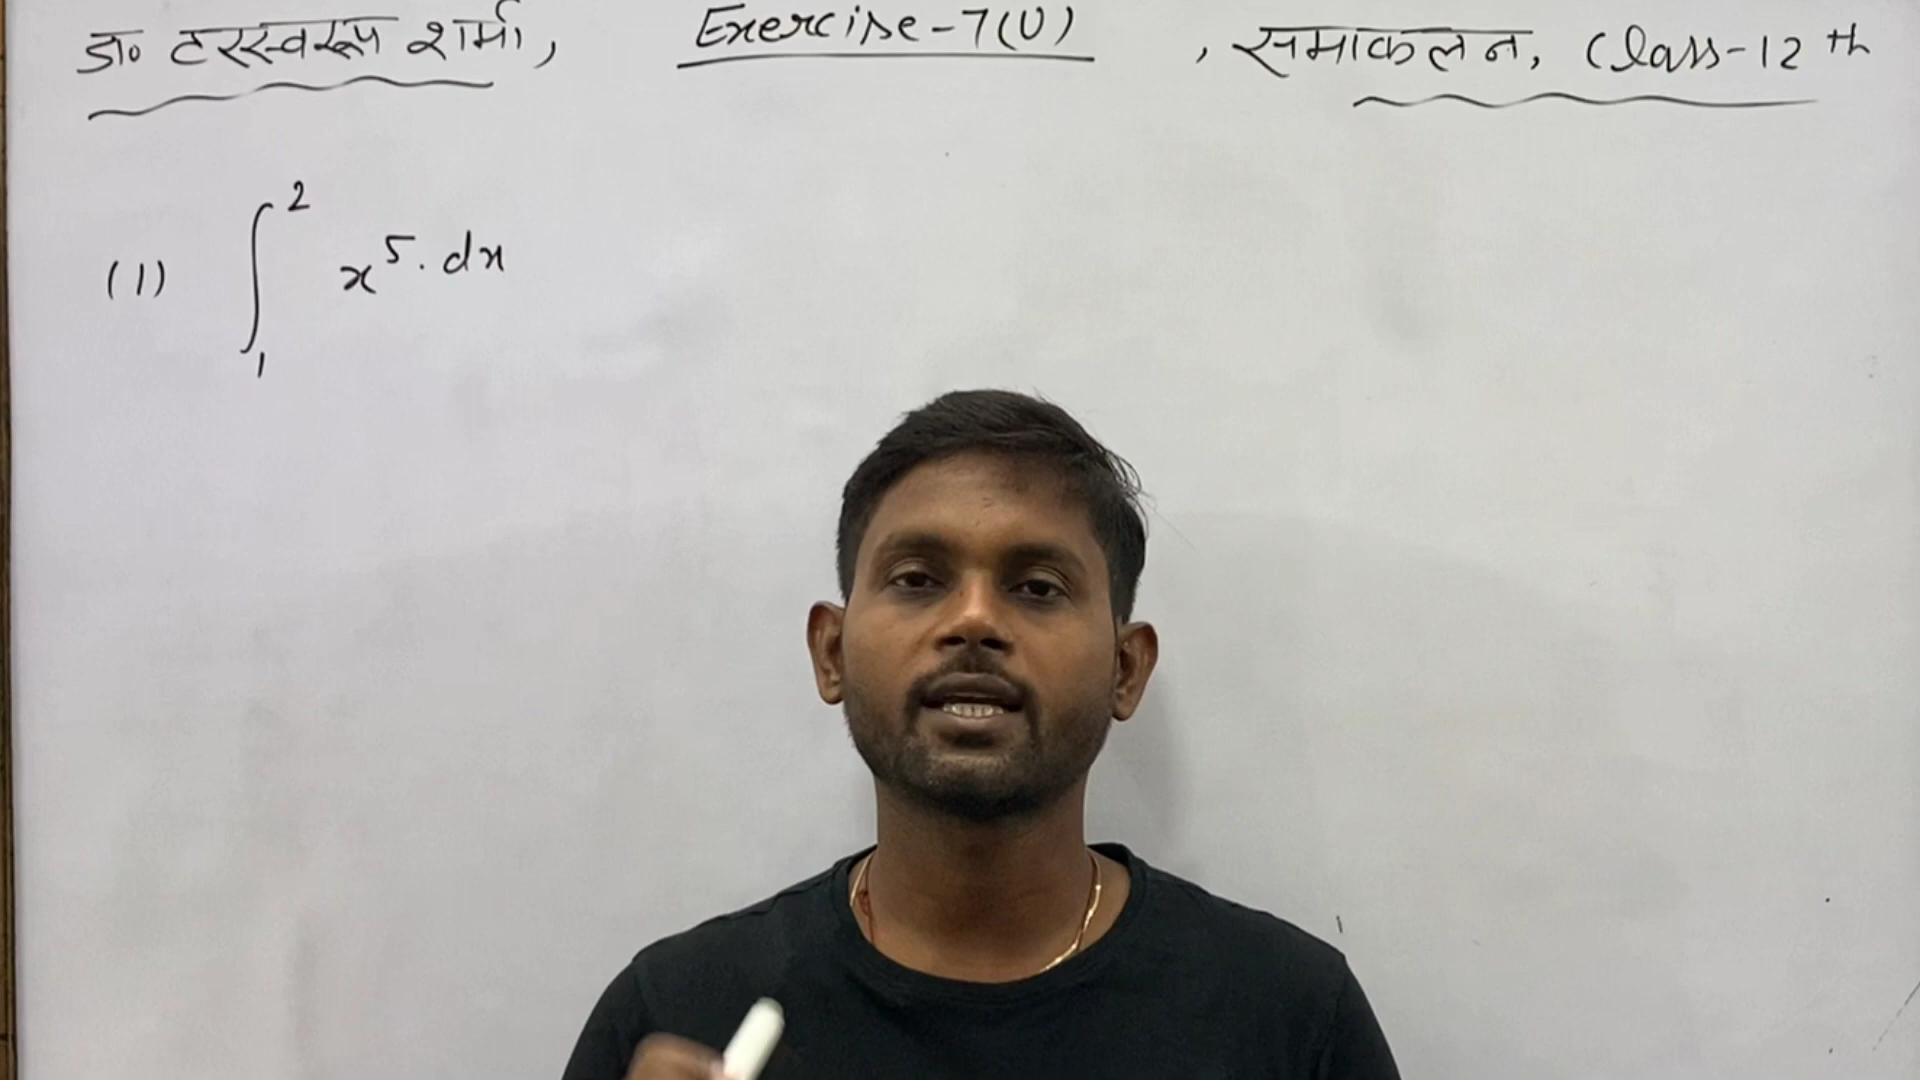 डा० हरस्वरूप शर्मा, Exercise-7(U), समाकलन, Class-12th
(1) ∫₁² x⁵. dx